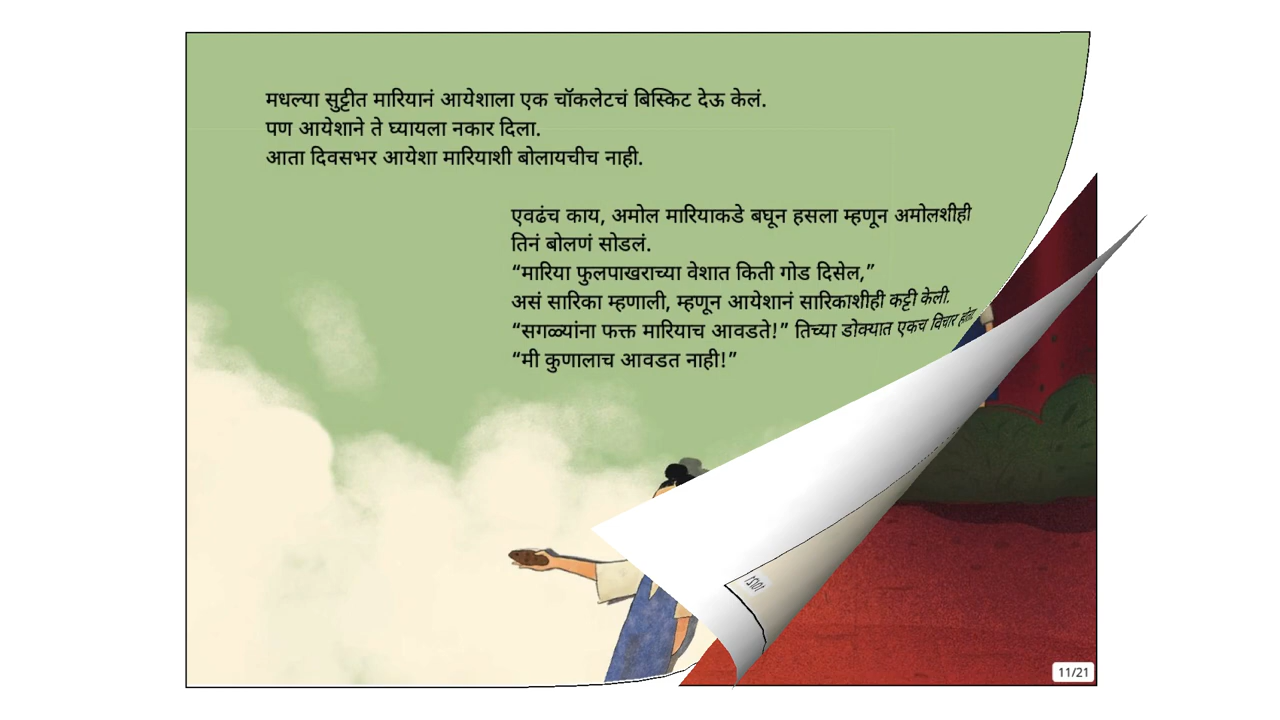 मधल्या सुट्टीत मारियानं आयेशाला एक चॉकलेटचं बिस्किट देऊ केलं.
पण आयेशाने ते घ्यायला नकार दिला.
आता दिवसभर आयेशा मारियाशी बोलायचीच नाही.
एवढंच काय, अमोल मारियाकडे बघून हसला म्हणून अमोलशीही
तिनं बोलणं सोडलं.
“मारिया फुलपाखराच्या वेशात किती गोड दिसेल,”
असं सारिका म्हणाली, म्हणून आयेशानं सारिकाशीही कट्टी केली.
“सगळ्यांना फक्त मारियाच आवडते!” तिच्या डोक्यात एकच विचार होता.
“मी कुणालाच आवडत नाही!”
11/21